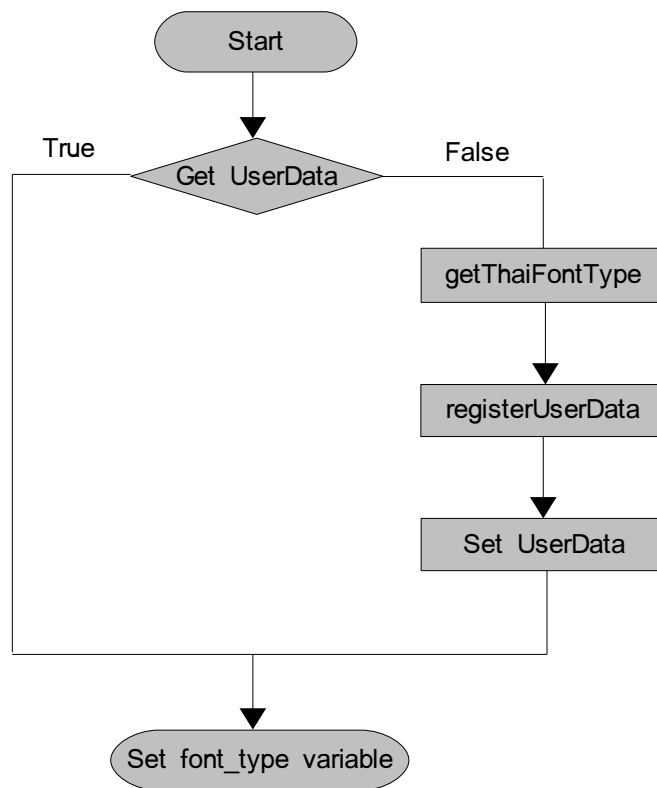 Start
True
False
Get UserData
getThaiFontType
registerUserData
Set UserData
Set font_type variable